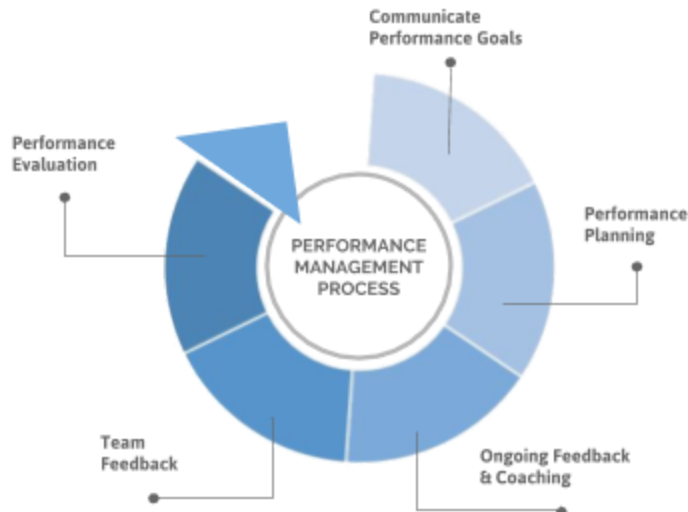 Communicate
Performance Goals
Performance
Evaluation
Performance
Planning
PERFORMANCE
MANAGEMENT
PROCESS
Team
Feedback
Ongoing Feedback
& Coaching